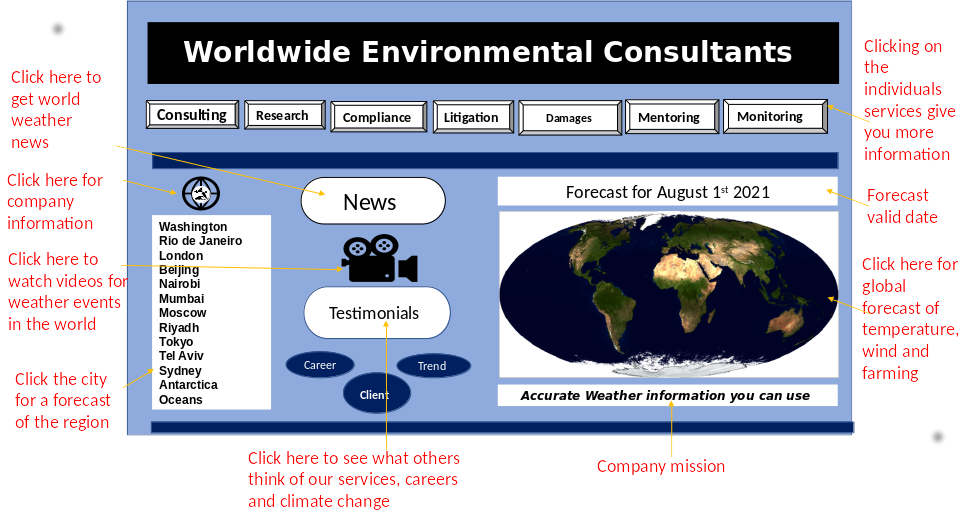 Worldwide Environmental Consultants
Consulting
Research
Compliance
Litigation
Damages
Mentoring
Monitoring
Click here to
get world
weather
news
Click here for
company
information
Click here to
watch videos for
weather events
in the world
Click the city
for a forecast
of the region
Washington
Rio de Janeiro
London
Beijing
Nairobi
Mumbai
Moscow
Riyadh
Tokyo
Tel Aviv
Sydney
Antarctica
Oceans
News
Testimonials
Career
Trend
Client
Forecast for August 1st 2021
Accurate Weather information you can use
Clicking on
the
individuals
services give
you more
information
Forecast
valid date
Click here for
global
forecast of
temperature,
wind and
farming
Click here to see what others
think of our services, careers
and climate change
Company mission